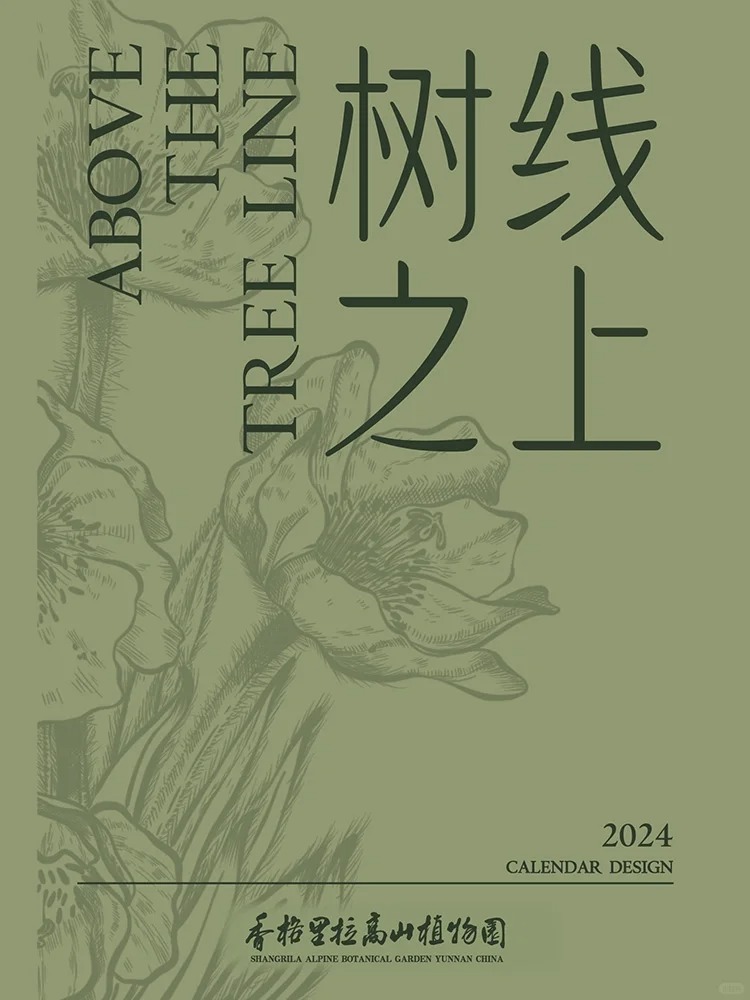 ABOVE
THE
TREE LINE
树线
之上
2024
CALENDAR DESIGN
香格里拉高山植物园
SHANGRILA ALPINE BOTANICAL GARDEN YUNNAN CHINA